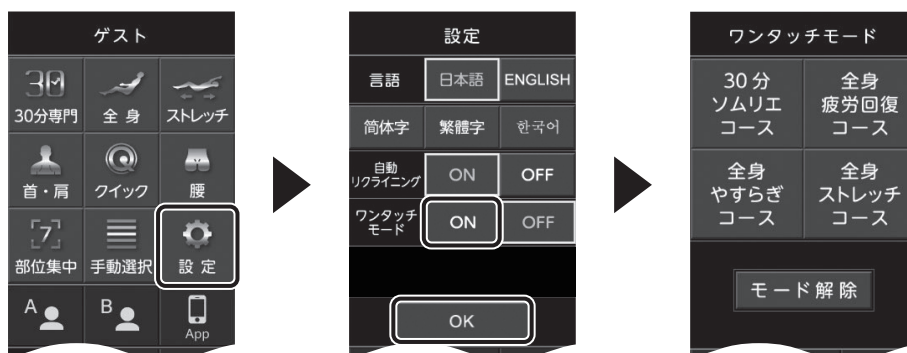 ゲスト
30
30分専門
全 身
ストレッチ
首・肩
クイック
腰
7
部位集中
手動選択
設 定
A
B
App
設定
言語
日本語
ENGLISH
简体字
繁體字
한국어
自動
リクライニング
ON
OFF
ワンタッチ
モード
ON
OFF
OK
ワンタッチモード
30 分
ソムリエ
コース
全身
疲労回復
コース
全身
やすらぎ
コース
全身
ストレッチ
コース
モード解除